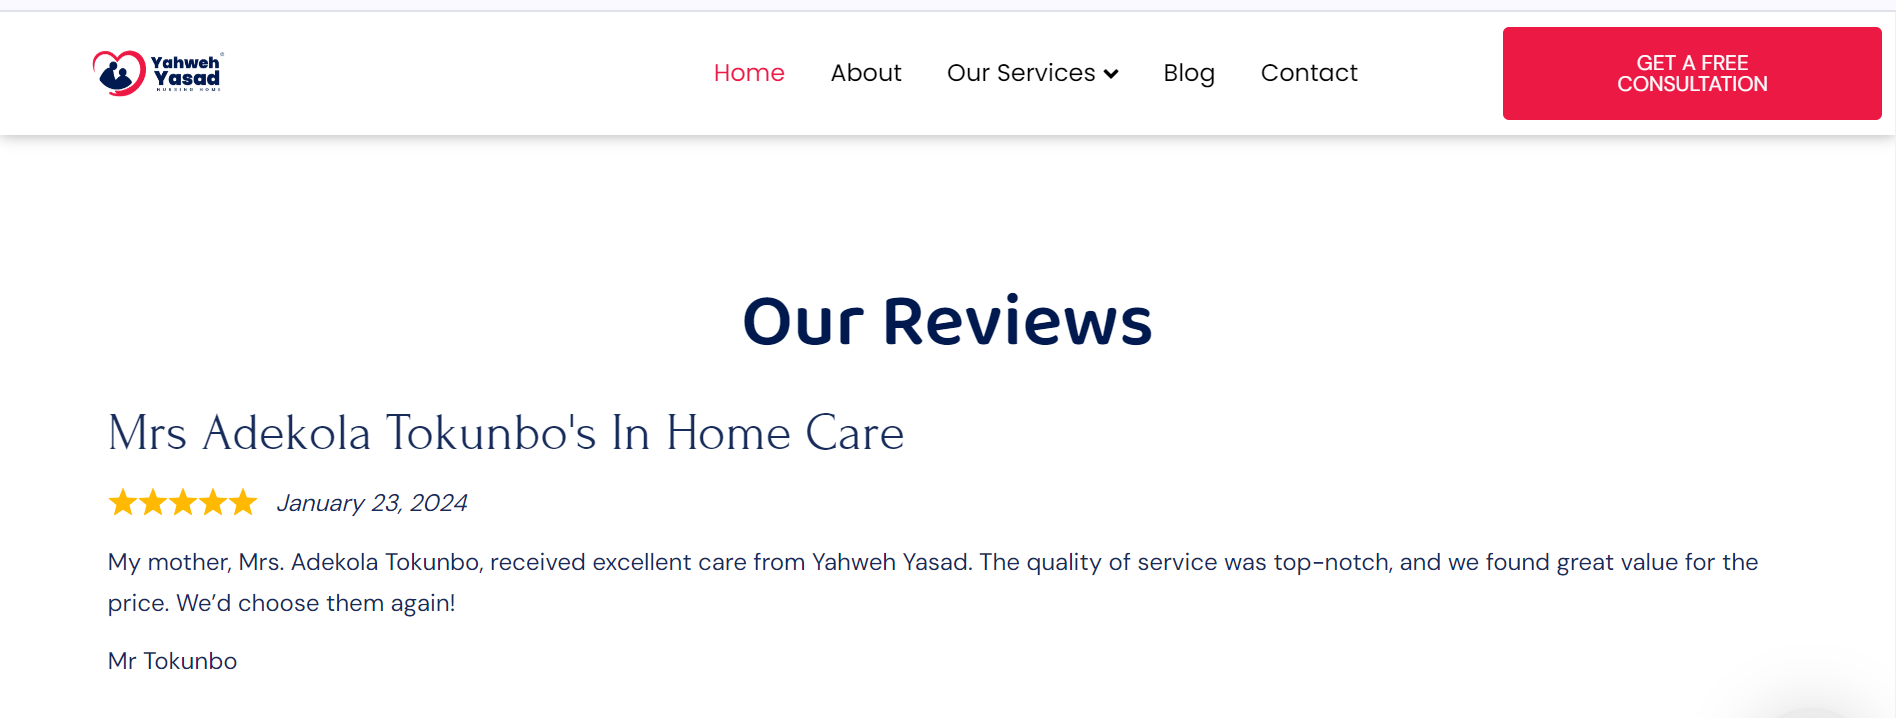 Yahweh
Yasad
NURSING HOME
Home
About
Our Services
Blog
Contact
GET A FREE
CONSULTATION
Our Reviews
Mrs Adekola Tokunbo's In Home Care
January 23, 2024
My mother, Mrs. Adekola Tokunbo, received excellent care from Yahweh Yasad. The quality of service was top-notch, and we found great value for the
price. We’d choose them again!
Mr Tokunbo